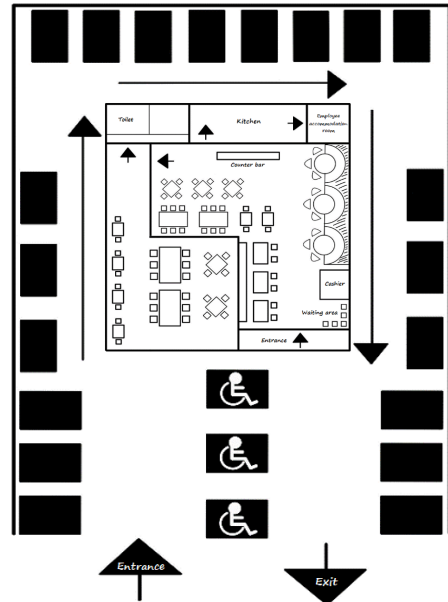 Toilet
Kitchen
Employee
accommodation
room
Counter bar
Cashier
Waiting area
Entrance
Entrance
Exit